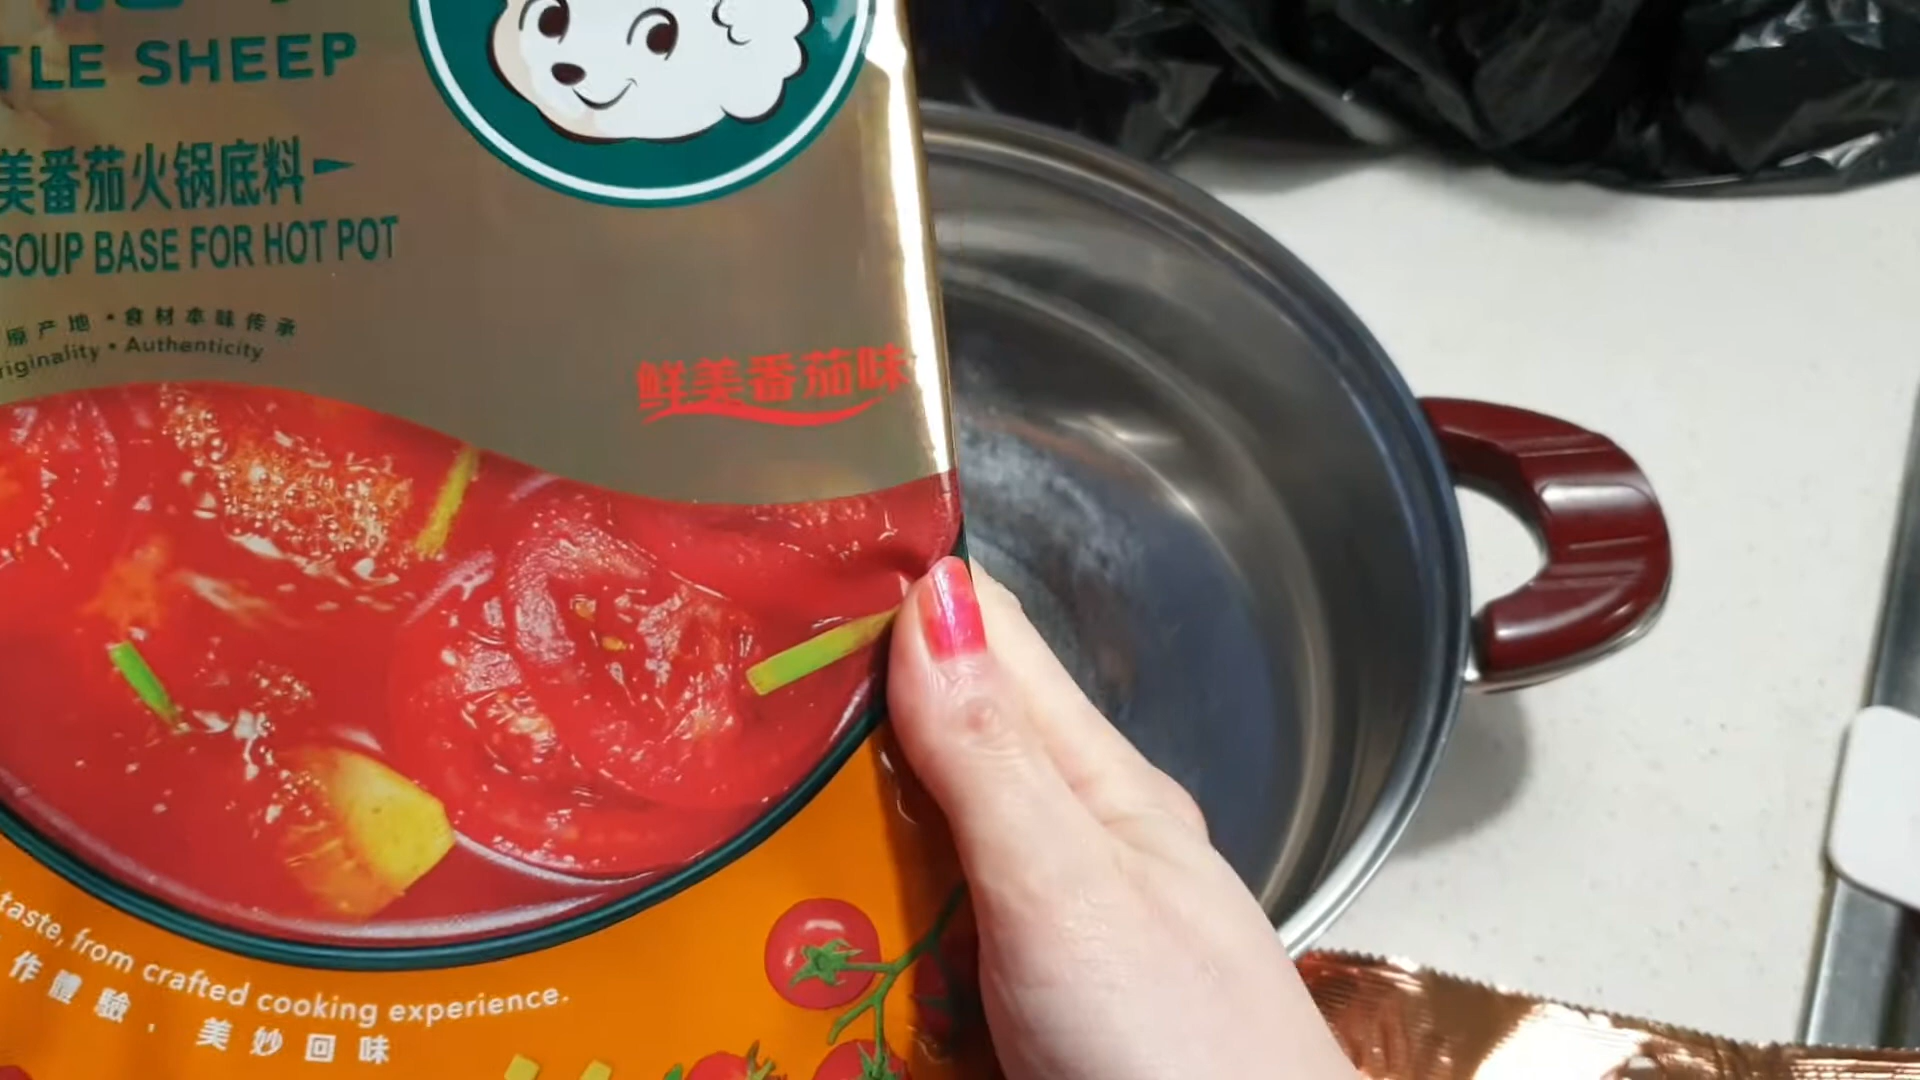 TLE SHEEP
美番茄火锅底料
SOUP BASE FOR HOT POT
原产地·食材本味传承
riginality • Authenticity
鲜美番茄味
taste, from crafted cooking experience.
作體驗，美妙回味